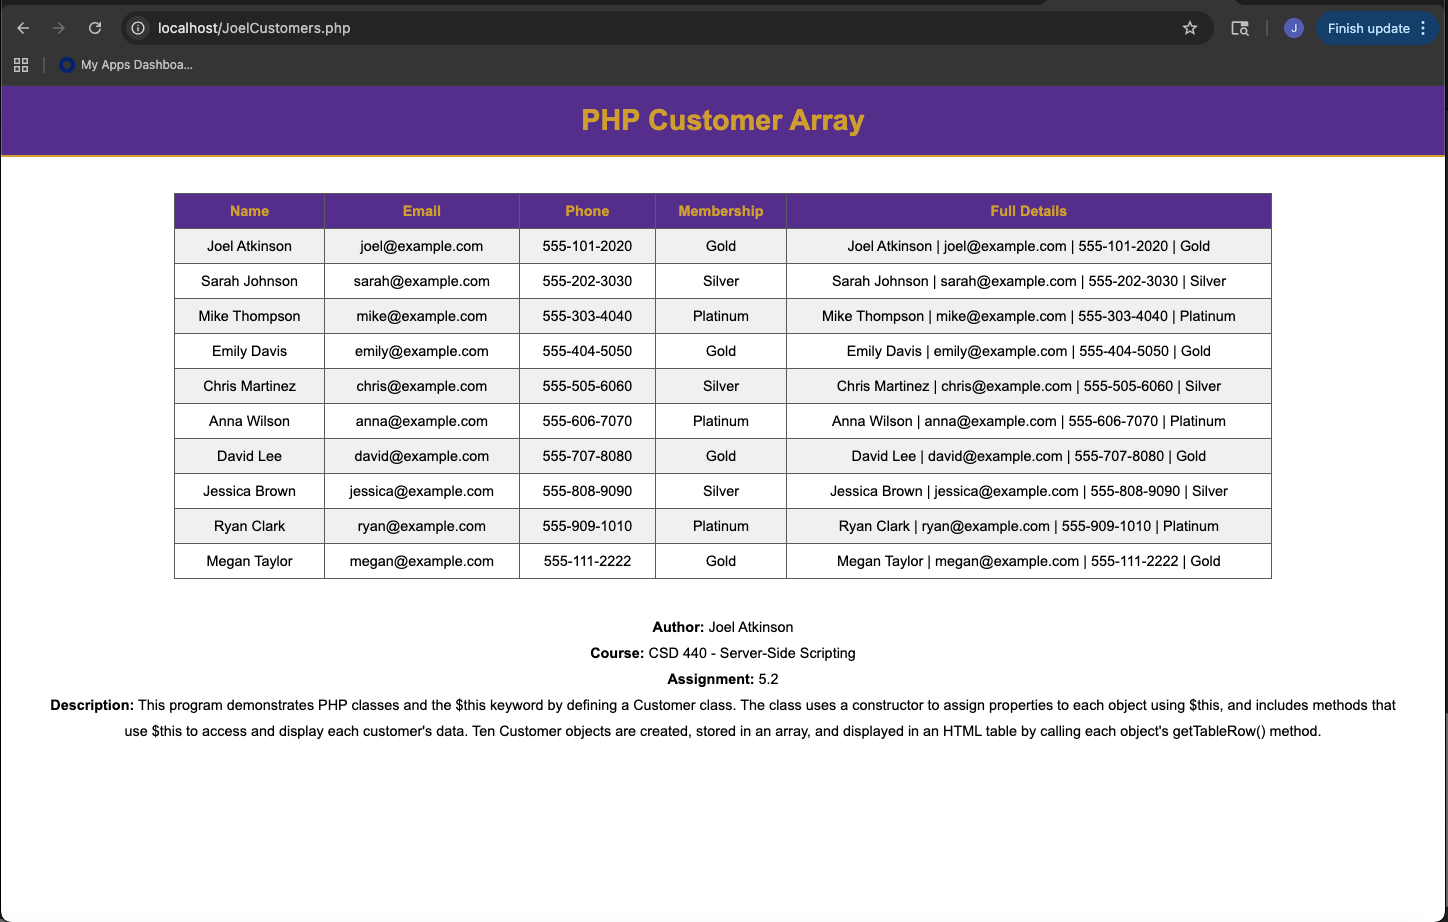 localhost/JoelCustomers.php
J
Finish update
My Apps Dashboa...
PHP Customer Array
Name Email Phone Membership Full Details
Joel Atkinson joel@example.com 555-101-2020 Gold Joel Atkinson | joel@example.com | 555-101-2020 | Gold
Sarah Johnson sarah@example.com 555-202-3030 Silver Sarah Johnson | sarah@example.com | 555-202-3030 | Silver
Mike Thompson mike@example.com 555-303-4040 Platinum Mike Thompson | mike@example.com | 555-303-4040 | Platinum
Emily Davis emily@example.com 555-404-5050 Gold Emily Davis | emily@example.com | 555-404-5050 | Gold
Chris Martinez chris@example.com 555-505-6060 Silver Chris Martinez | chris@example.com | 555-505-6060 | Silver
Anna Wilson anna@example.com 555-606-7070 Platinum Anna Wilson | anna@example.com | 555-606-7070 | Platinum
David Lee david@example.com 555-707-8080 Gold David Lee | david@example.com | 555-707-8080 | Gold
Jessica Brown jessica@example.com 555-808-9090 Silver Jessica Brown | jessica@example.com | 555-808-9090 | Silver
Ryan Clark ryan@example.com 555-909-1010 Platinum Ryan Clark | ryan@example.com | 555-909-1010 | Platinum
Megan Taylor megan@example.com 555-111-2222 Gold Megan Taylor | megan@example.com | 555-111-2222 | Gold
Author: Joel Atkinson
Course: CSD 440 - Server-Side Scripting
Assignment: 5.2
Description: This program demonstrates PHP classes and the $this keyword by defining a Customer class. The class uses a constructor to assign properties to each object using $this, and includes methods that
use $this to access and display each customer's data. Ten Customer objects are created, stored in an array, and displayed in an HTML table by calling each object's getTableRow() method.